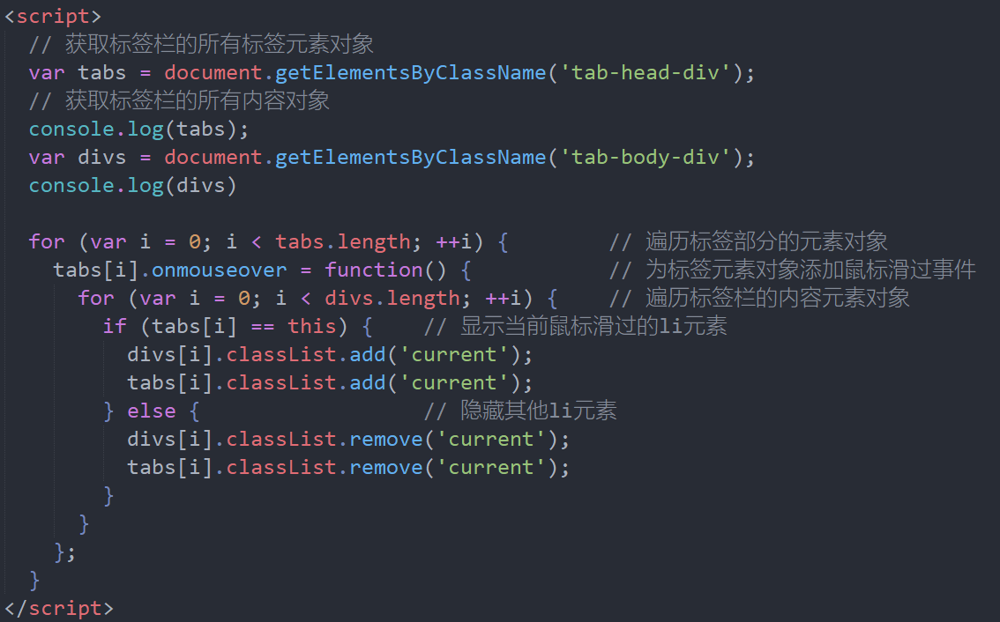 <script>
  // 获取标签栏的所有标签元素对象
  var tabs = document.getElementsByClassName('tab-head-div');
  // 获取标签栏的所有内容对象
  console.log(tabs);
  var divs = document.getElementsByClassName('tab-body-div');
  console.log(divs)

  for (var i = 0; i < tabs.length; ++i) {        // 遍历标签部分的元素对象
    tabs[i].onmouseover = function() {           // 为标签元素对象添加鼠标滑过事件
      for (var i = 0; i < divs.length; ++i) {    // 遍历标签栏的内容元素对象
        if (tabs[i] == this) {    // 显示当前鼠标滑过的li元素
          divs[i].classList.add('current');
          tabs[i].classList.add('current');
        } else {                  // 隐藏其他li元素
          divs[i].classList.remove('current');
          tabs[i].classList.remove('current');
        }
      }
    };
  }
</script>